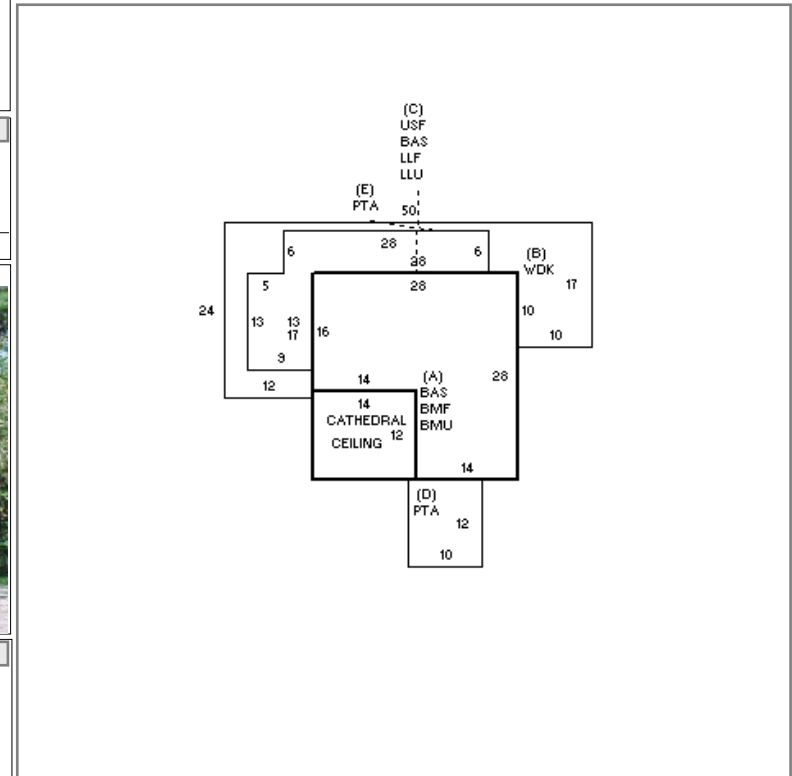 (C)
USF
BAS
LLF
LLU
(E)
PTA
50
28
6
6
28
(B)
WDK
5
28
17
24
13
13
17
16
10
10
9
14
12
14
(A)
BAS
BMF
BMU
28
CATHEDRAL
CEILING
12
14
(D)
PTA
12
10